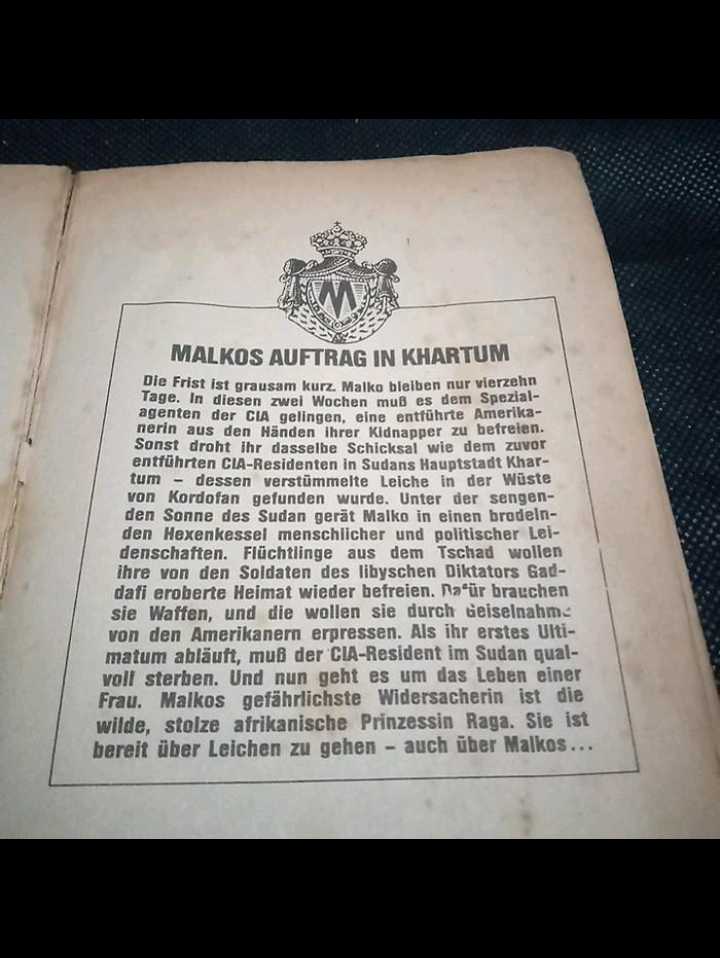 M
MALKOS AUFTRAG IN KHARTUM
Die Frist ist grausam kurz. Malko bleiben nur vierzehn
Tage. In diesen zwei Wochen muß es dem Spezial-
agenten der CIA gelingen, eine entführte Amerika-
nerin aus den Händen ihrer Kidnapper zu befreien.
Sonst droht ihr dasselbe Schicksal wie dem zuvor
entführten CIA-Residenten in Sudans Hauptstadt Khar-
tum – dessen verstümmelte Leiche in der Wüste
von Kordofan gefunden wurde. Unter der sengen-
den Sonne des Sudan gerät Malko in einen brodeln-
den Hexenkessel menschlicher und politischer Lei-
denschaften. Flüchtlinge aus dem Tschad wollen
ihre von den Soldaten des libyschen Diktators Gad-
dafi eroberte Heimat wieder befreien. Dafür brauchen
sie Waffen, und die wollen sie durch Geiselnahme
von den Amerikanern erpressen. Als ihr erstes Ulti-
matum abläuft, muß der CIA-Resident im Sudan qual-
voll sterben. Und nun geht es um das Leben einer
Frau. Malkos gefährlichste Widersacherin ist die
wilde, stolze afrikanische Prinzessin Raga. Sie ist
bereit über Leichen zu gehen – auch über Malkos...